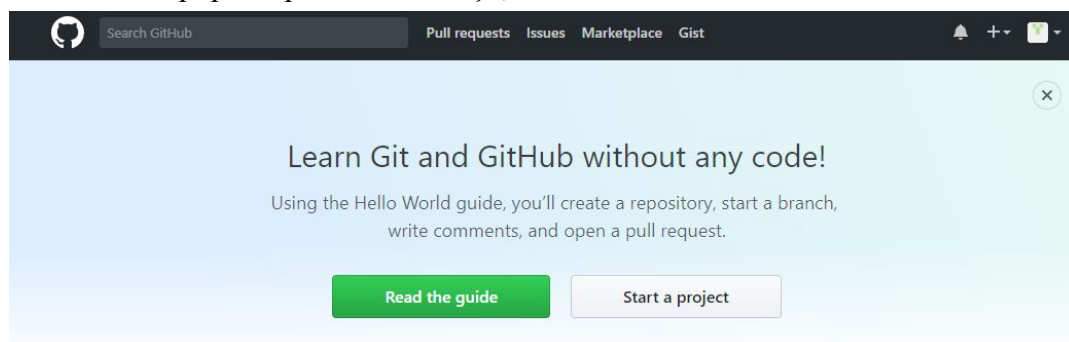 Search GitHub Pull requests Issues Marketplace Gist
Learn Git and GitHub without any code!
Using the Hello World guide, you'll create a repository, start a branch,
write comments, and open a pull request.
Read the guide Start a project